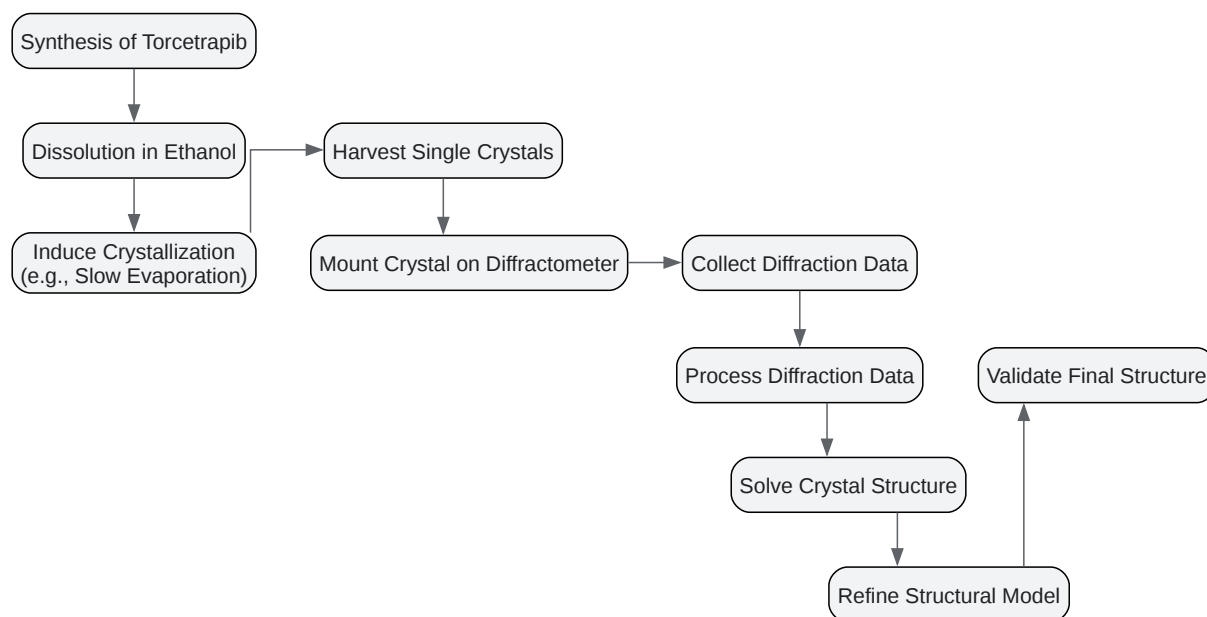 Synthesis of Torcetrapib
Dissolution in Ethanol
Induce Crystallization
(e.g., Slow Evaporation)
Harvest Single Crystals
Mount Crystal on Diffractometer
Collect Diffraction Data
Process Diffraction Data
Solve Crystal Structure
Refine Structural Model
Validate Final Structure